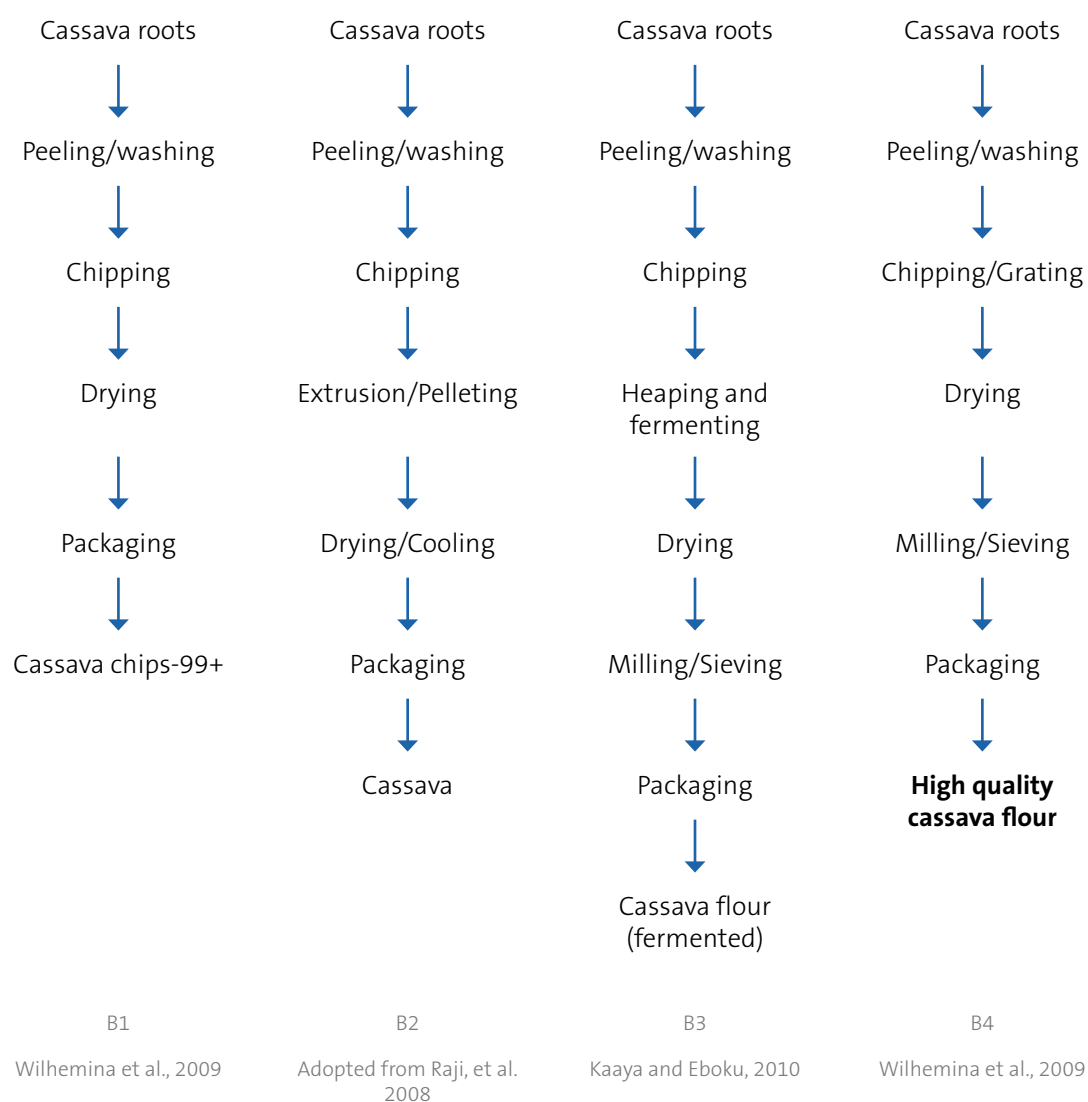 Cassava roots
Peeling/washing
Chipping
Drying
Packaging
Cassava chips-99+
B1
Wilhemina et al., 2009
Cassava roots
Peeling/washing
Chipping
Extrusion/Pelleting
Drying/Cooling
Packaging
Cassava
B2
Adopted from Raji, et al.
2008
Cassava roots
Peeling/washing
Chipping
Heaping and
fermenting
Drying
Milling/Sieving
Packaging
Cassava flour
(fermented)
B3
Kaaya and Eboku, 2010
Cassava roots
Peeling/washing
Chipping/Grating
Drying
Milling/Sieving
Packaging
High quality
cassava flour
B4
Wilhemina et al., 2009